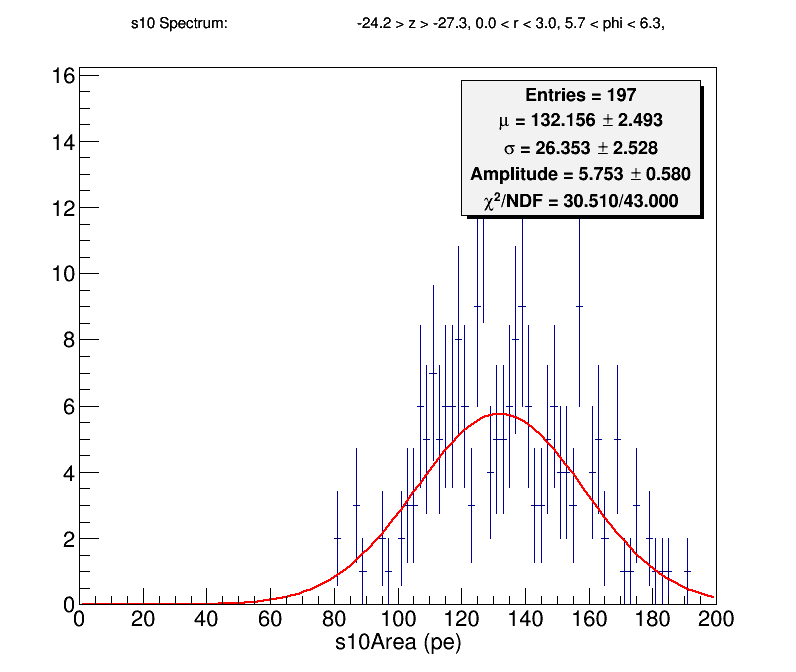 s10 Spectrum: -24.2 > z > -27.3, 0.0 < r < 3.0, 5.7 < phi < 6.3,
Entries = 197
μ = 132.156 ± 2.493
σ = 26.353 ± 2.528
Amplitude = 5.753 ± 0.580
χ²/NDF = 30.510/43.000
16
14
12
10
8
6
4
2
0
0 20 40 60 80 100 120 140 160 180 200
s10Area (pe)